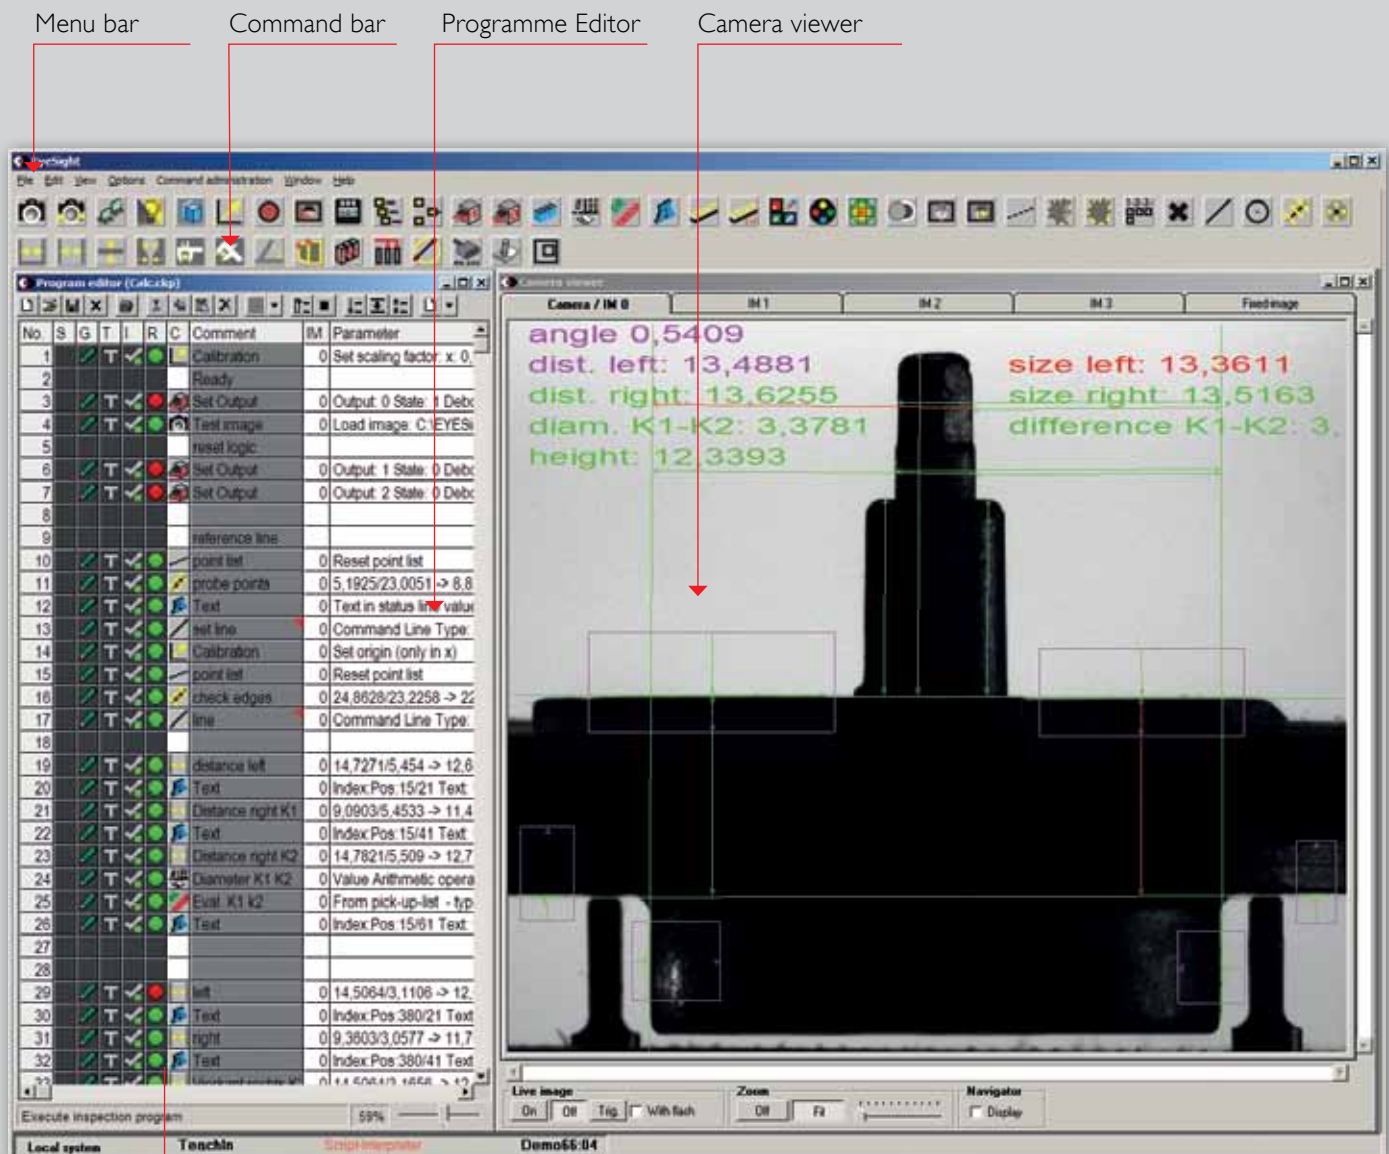 Menu bar
Command bar
Programme Editor
Camera viewer
EyeSight
File Edit View Options Command administration Window Help
Program editor (Calc.ckp)
No. S G T I R C Comment IM Parameter
1 Calibration 0 Set scaling factor: x: 0,
2 Ready
3 Set Output 0 Output: 0 State: 1 Debo
4 Test image 0 Load image: C:\EYESi
5 reset logic
6 Set Output 0 Output: 1 State: 0 Debo
7 Set Output 0 Output: 2 State: 0 Debo
8
9 reference line
10 point list 0 Reset point list
11 probe points 0 5,1925/23,0051 -> 8,8
12 Text 0 Text in status line value
13 set line 0 Command Line Type:
14 Calibration 0 Set origin (only in x)
15 point list 0 Reset point list
16 check edges 0 24,8628/23,2258 -> 22
17 line 0 Command Line Type:
18
19 distance left 0 14,7271/5,454 -> 12,6
20 Text 0 Index:Pos:15/21 Text:
21 Distance right K1 0 9,0903/5,4533 -> 11,4
22 Text 0 Index:Pos:15/41 Text:
23 Distance right K2 0 14,7821/5,509 -> 12,7
24 Diameter K1 K2 0 Value Arithmetic opera
25 Eval. K1 k2 0 From pick-up-list - typ
26 Text 0 Index:Pos:15/61 Text:
27
28
29 left 0 14,5064/3,1106 -> 12,
30 Text 0 Index:Pos:380/21 Text
31 right 0 9,3603/3,0577 -> 11,7
32 Text 0 Index:Pos:380/41 Text
33 0 14,5064/3,1656 -> 12
Execute inspection program 59%
Camera viewer
Camera / IM 0 IM 1 IM 2 IM 3 Fixed image
angle 0,5409
dist. left: 13,4881 size left: 13,3611
dist. right: 13,6255 size right: 13,5163
diam. K1-K2: 3,3781 difference K1-K2: 3,
height: 12,3393
Live image Zoom Navigator
On Off Trig. With flash Off Fit Display
Local system TeachIn Script-Interpreter Demo66:04